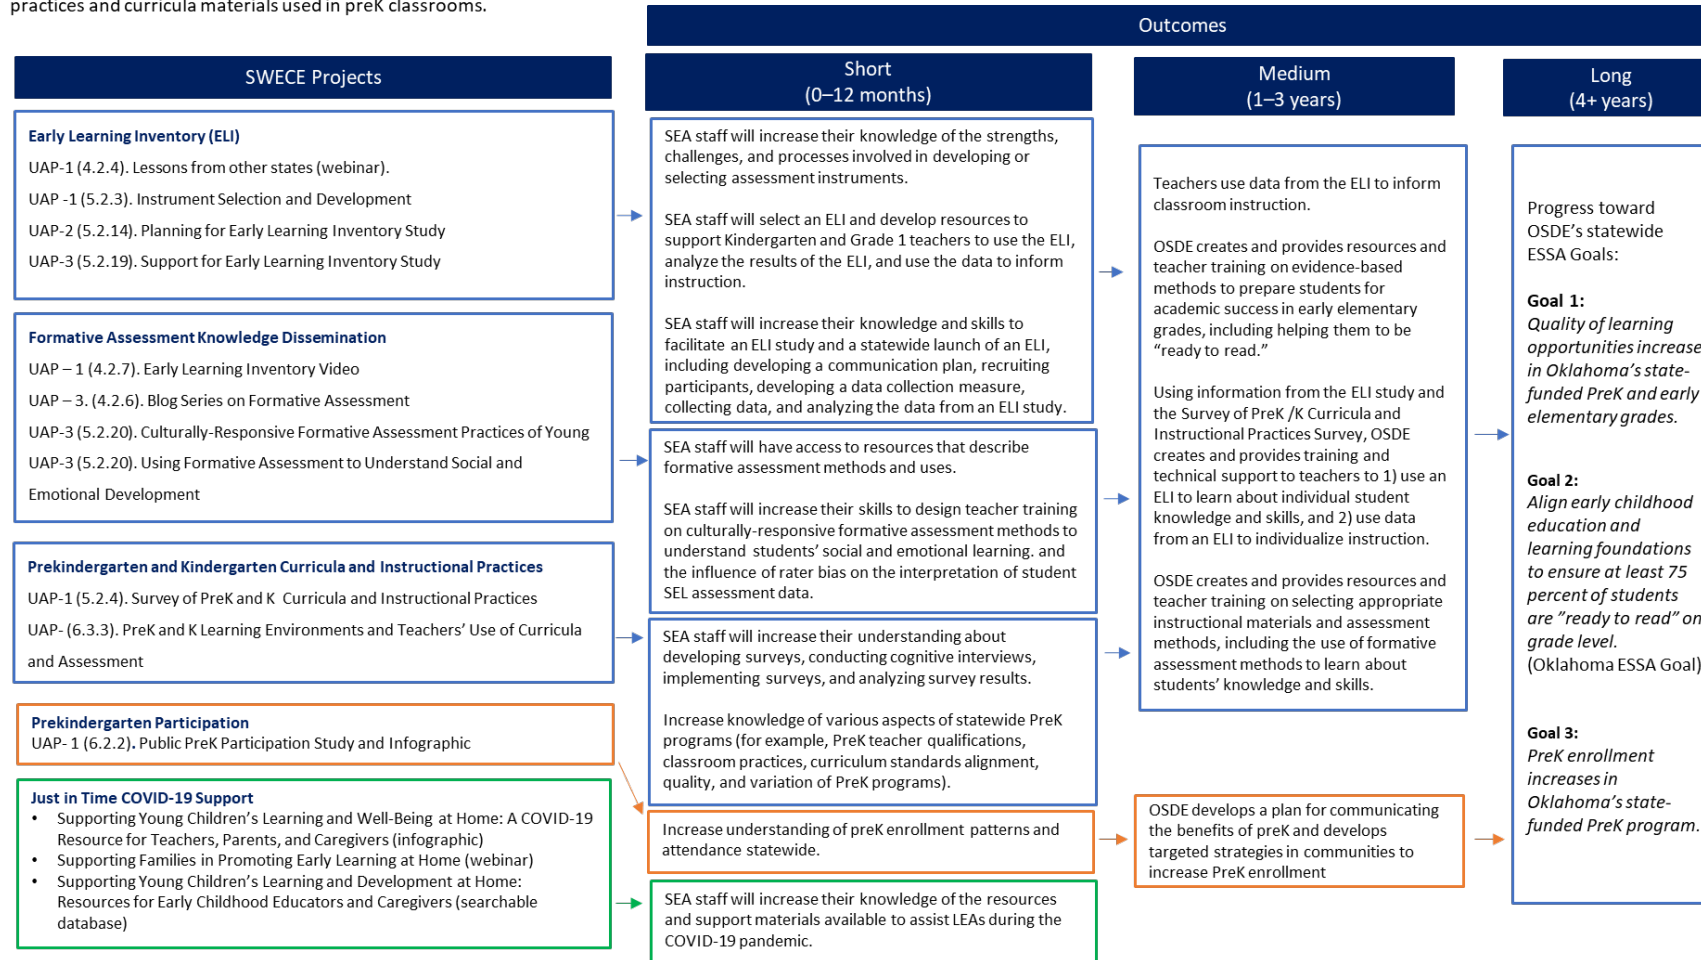 practices and curricula materials used in preK classrooms.
Outcomes
SWECE Projects
Short
(0–12 months)
Medium
(1–3 years)
Long
(4+ years)
Early Learning Inventory (ELI)
UAP-1 (4.2.4). Lessons from other states (webinar).
UAP -1 (5.2.3). Instrument Selection and Development
UAP-2 (5.2.14). Planning for Early Learning Inventory Study
UAP-3 (5.2.19). Support for Early Learning Inventory Study
Formative Assessment Knowledge Dissemination
UAP – 1 (4.2.7). Early Learning Inventory Video
UAP – 3. (4.2.6). Blog Series on Formative Assessment
UAP-3 (5.2.20). Culturally-Responsive Formative Assessment Practices of Young
UAP-3 (5.2.20). Using Formative Assessment to Understand Social and
Emotional Development
Prekindergarten and Kindergarten Curricula and Instructional Practices
UAP-1 (5.2.4). Survey of PreK and K Curricula and Instructional Practices
UAP- (6.3.3). PreK and K Learning Environments and Teachers’ Use of Curricula
and Assessment
Prekindergarten Participation
UAP- 1 (6.2.2). Public PreK Participation Study and Infographic
Just in Time COVID-19 Support
• Supporting Young Children’s Learning and Well-Being at Home: A COVID-19
Resource for Teachers, Parents, and Caregivers (infographic)
• Supporting Families in Promoting Early Learning at Home (webinar)
• Supporting Young Children’s Learning and Development at Home:
Resources for Early Childhood Educators and Caregivers (searchable
database)
SEA staff will increase their knowledge of the strengths,
challenges, and processes involved in developing or
selecting assessment instruments.
SEA staff will select an ELI and develop resources to
support Kindergarten and Grade 1 teachers to use the ELI,
analyze the results of the ELI, and use the data to inform
instruction.
SEA staff will increase their knowledge and skills to
facilitate an ELI study and a statewide launch of an ELI,
including developing a communication plan, recruiting
participants, developing a data collection measure,
collecting data, and analyzing the data from an ELI study.
SEA staff will have access to resources that describe
formative assessment methods and uses.
SEA staff will increase their skills to design teacher training
on culturally-responsive formative assessment methods to
understand students’ social and emotional learning. and
the influence of rater bias on the interpretation of student
SEL assessment data.
SEA staff will increase their understanding about
developing surveys, conducting cognitive interviews,
implementing surveys, and analyzing survey results.
Increase knowledge of various aspects of statewide PreK
programs (for example, PreK teacher qualifications,
classroom practices, curriculum standards alignment,
quality, and variation of PreK programs).
Increase understanding of preK enrollment patterns and
attendance statewide.
SEA staff will increase their knowledge of the resources
and support materials available to assist LEAs during the
COVID-19 pandemic.
Teachers use data from the ELI to inform
classroom instruction.
OSDE creates and provides resources and
teacher training on evidence-based
methods to prepare students for
academic success in early elementary
grades, including helping them to be
“ready to read.”
Using information from the ELI study and
the Survey of PreK /K Curricula and
Instructional Practices Survey, OSDE
creates and provides training and
technical support to teachers to 1) use an
ELI to learn about individual student
knowledge and skills, and 2) use data
from an ELI to individualize instruction.
OSDE creates and provides resources and
teacher training on selecting appropriate
instructional materials and assessment
methods, including the use of formative
assessment methods to learn about
students’ knowledge and skills.
OSDE develops a plan for communicating
the benefits of preK and develops
targeted strategies in communities to
increase PreK enrollment
Progress toward
OSDE’s statewide
ESSA Goals:
Goal 1:
Quality of learning
opportunities increase
in Oklahoma’s state-
funded PreK and early
elementary grades.
Goal 2:
Align early childhood
education and
learning foundations
to ensure at least 75
percent of students
are ”ready to read” on
grade level.
(Oklahoma ESSA Goal)
Goal 3:
PreK enrollment
increases in
Oklahoma’s state-
funded PreK program.